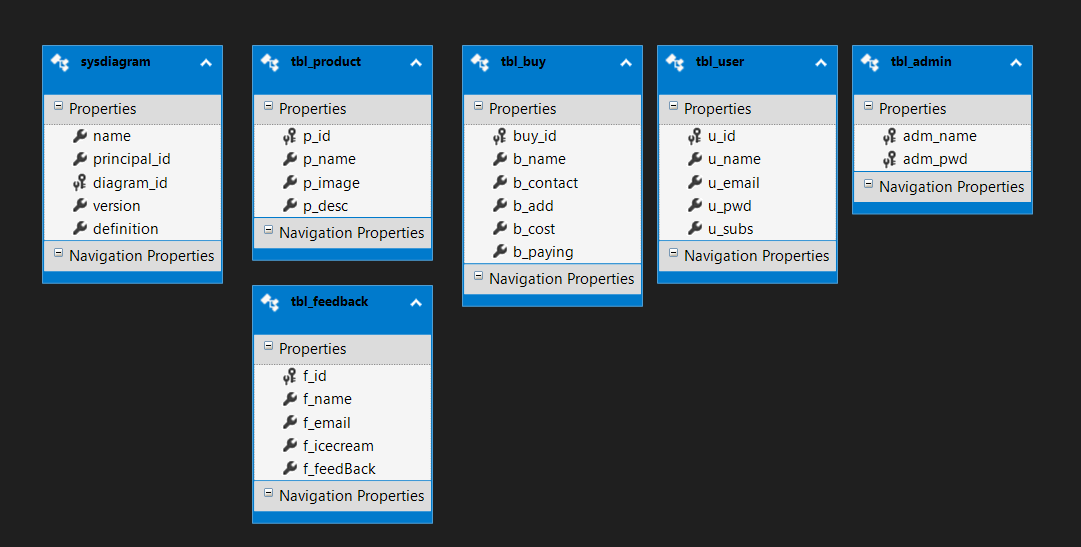 sysdiagram
Properties
name
principal_id
diagram_id
version
definition
Navigation Properties
tbl_product
Properties
p_id
p_name
p_image
p_desc
Navigation Properties
tbl_feedback
Properties
f_id
f_name
f_email
f_icecream
f_feedBack
Navigation Properties
tbl_buy
Properties
buy_id
b_name
b_contact
b_add
b_cost
b_paying
Navigation Properties
tbl_user
Properties
u_id
u_name
u_email
u_pwd
u_subs
Navigation Properties
tbl_admin
Properties
adm_name
adm_pwd
Navigation Properties